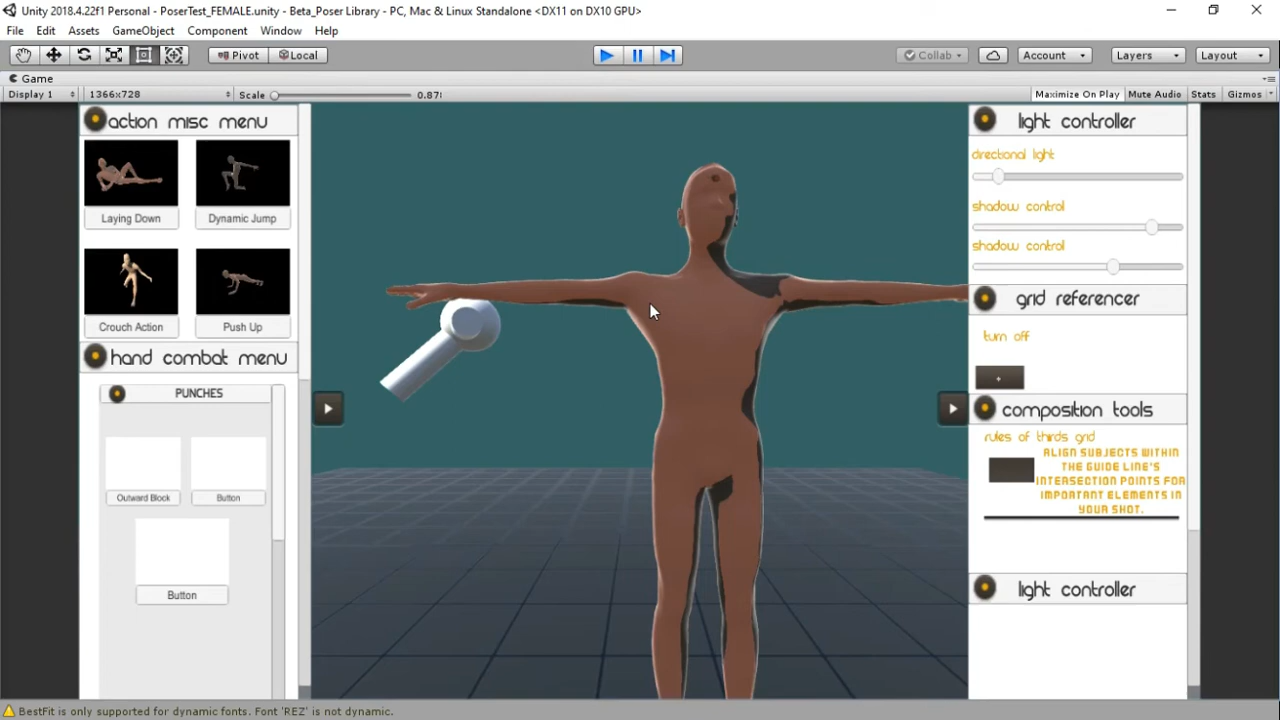 Unity 2018.4.22f1 Personal - PoserTest_FEMALE.unity - Beta_Poser Library - PC, Mac & Linux Standalone <DX11 on DX10 GPU>
File Edit Assets GameObject Component Window Help
Pivot Local Collab Account Layers Layout
Game
Display 1 1366x728 Scale 0.87: Maximize On Play Mute Audio Stats Gizmos
action misc menu
Laying Down Dynamic Jump
Crouch Action Push Up
hand combat menu
PUNCHES
Outward Block Button
Button
light controller
directional light
shadow control
shadow control
grid referencer
turn off
+
composition tools
rules of thirds grid
ALIGN SUBJECTS WITHIN
THE GUIDE LINE'S
INTERSECTION POINTS FOR
IMPORTANT ELEMENTS IN
YOUR SHOT.
light controller
BestFit is only supported for dynamic fonts. Font 'REZ' is not dynamic.